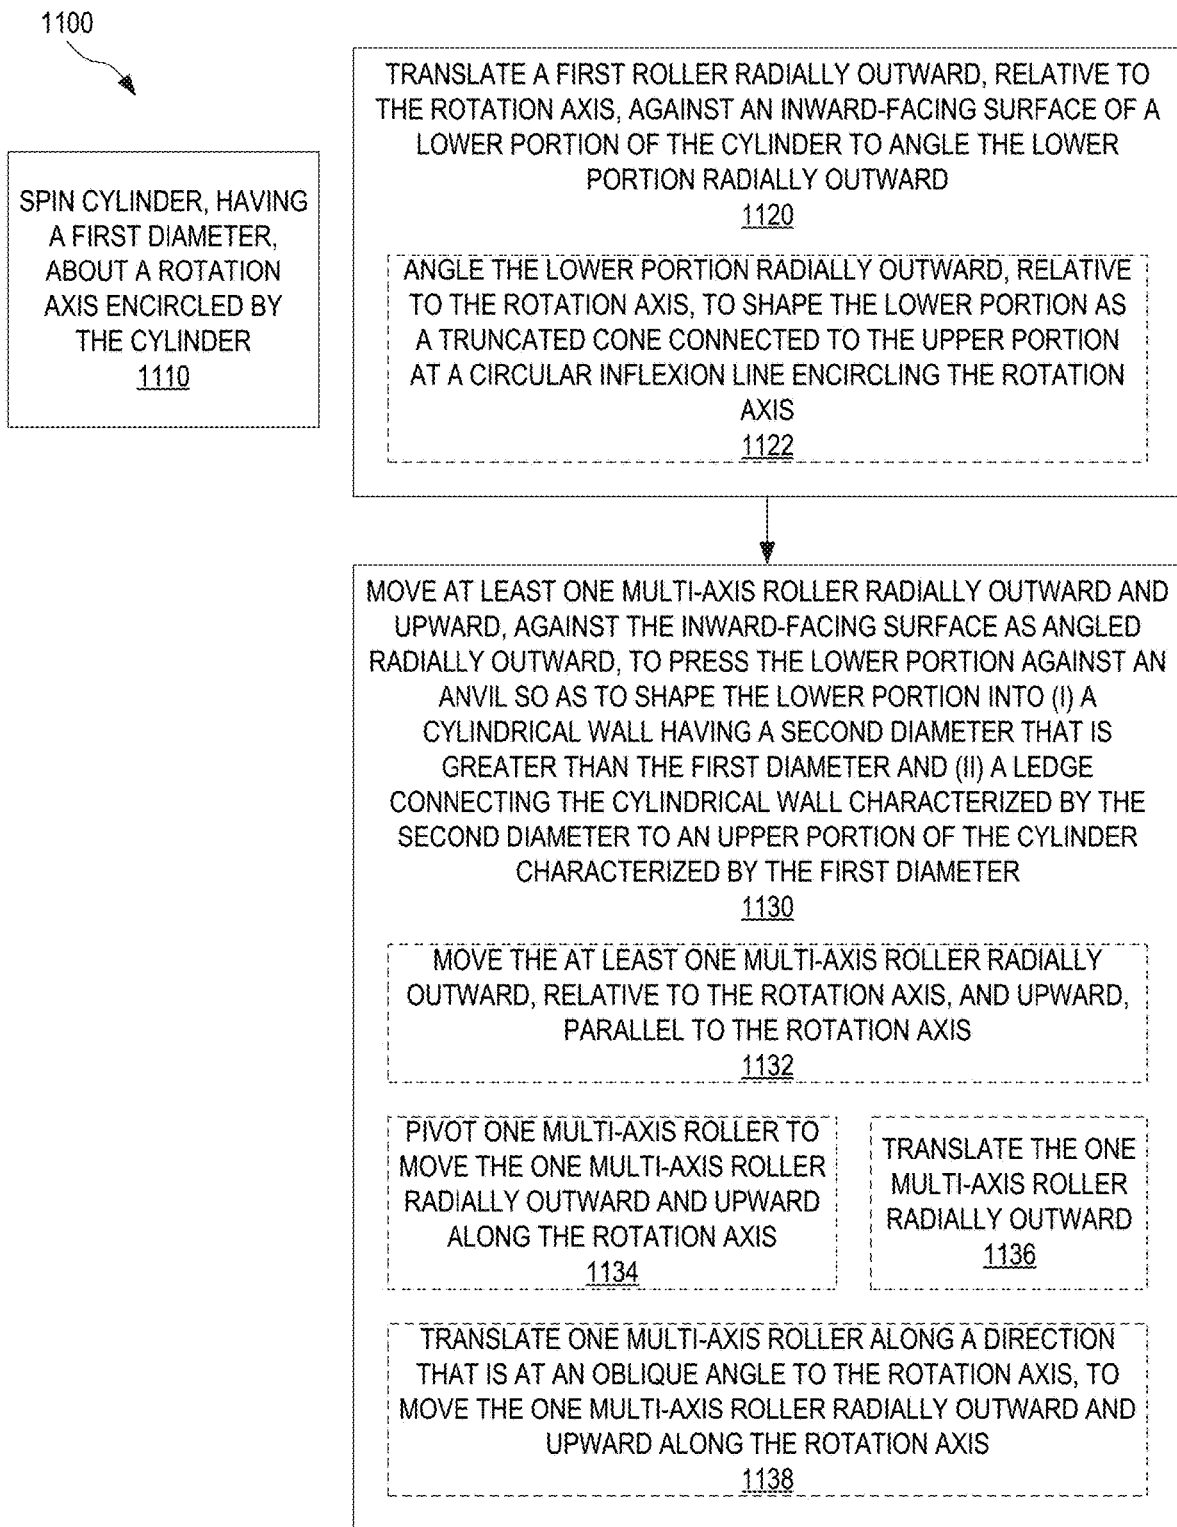 1100
SPIN CYLINDER, HAVING
A FIRST DIAMETER,
ABOUT A ROTATION
AXIS ENCIRCLED BY
THE CYLINDER
1110
TRANSLATE A FIRST ROLLER RADIALLY OUTWARD, RELATIVE TO
THE ROTATION AXIS, AGAINST AN INWARD-FACING SURFACE OF A
LOWER PORTION OF THE CYLINDER TO ANGLE THE LOWER
PORTION RADIALLY OUTWARD
1120
ANGLE THE LOWER PORTION RADIALLY OUTWARD, RELATIVE
TO THE ROTATION AXIS, TO SHAPE THE LOWER PORTION AS
A TRUNCATED CONE CONNECTED TO THE UPPER PORTION
AT A CIRCULAR INFLEXION LINE ENCIRCLING THE ROTATION
AXIS
1122
MOVE AT LEAST ONE MULTI-AXIS ROLLER RADIALLY OUTWARD AND
UPWARD, AGAINST THE INWARD-FACING SURFACE AS ANGLED
RADIALLY OUTWARD, TO PRESS THE LOWER PORTION AGAINST AN
ANVIL SO AS TO SHAPE THE LOWER PORTION INTO (I) A
CYLINDRICAL WALL HAVING A SECOND DIAMETER THAT IS
GREATER THAN THE FIRST DIAMETER AND (II) A LEDGE
CONNECTING THE CYLINDRICAL WALL CHARACTERIZED BY THE
SECOND DIAMETER TO AN UPPER PORTION OF THE CYLINDER
CHARACTERIZED BY THE FIRST DIAMETER
1130
MOVE THE AT LEAST ONE MULTI-AXIS ROLLER RADIALLY
OUTWARD, RELATIVE TO THE ROTATION AXIS, AND UPWARD,
PARALLEL TO THE ROTATION AXIS
1132
PIVOT ONE MULTI-AXIS ROLLER TO
MOVE THE ONE MULTI-AXIS ROLLER
RADIALLY OUTWARD AND UPWARD
ALONG THE ROTATION AXIS
1134
TRANSLATE THE ONE
MULTI-AXIS ROLLER
RADIALLY OUTWARD
1136
TRANSLATE ONE MULTI-AXIS ROLLER ALONG A DIRECTION
THAT IS AT AN OBLIQUE ANGLE TO THE ROTATION AXIS, TO
MOVE THE ONE MULTI-AXIS ROLLER RADIALLY OUTWARD AND
UPWARD ALONG THE ROTATION AXIS
1138